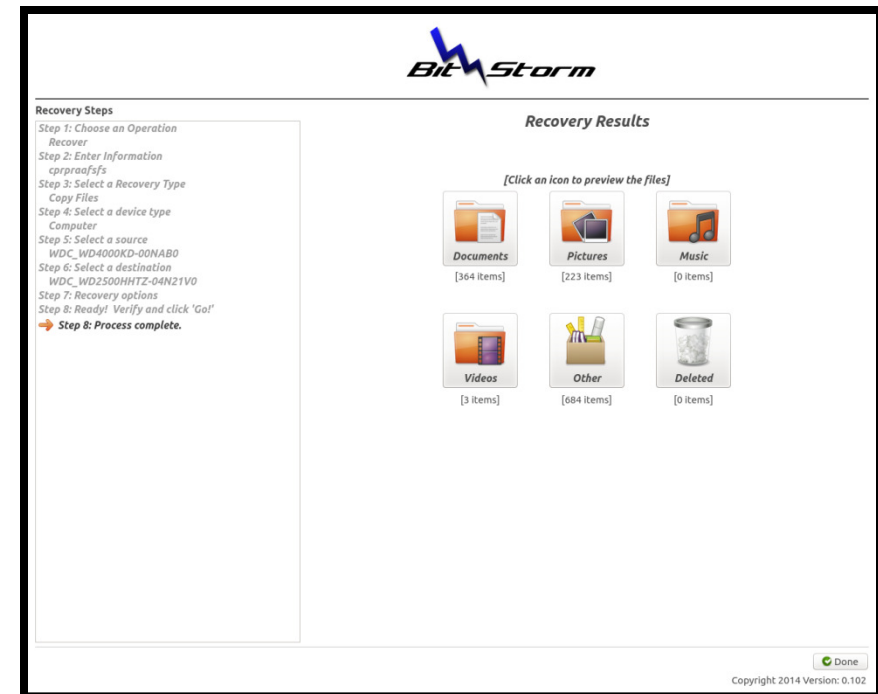 Bit Storm
Recovery Steps
Step 1: Choose an Operation
Recover
Step 2: Enter Information
cprpraafsfs
Step 3: Select a Recovery Type
Copy Files
Step 4: Select a device type
Computer
Step 5: Select a source
WDC_WD4000KD-00NAB0
Step 6: Select a destination
WDC_WD2500HHTZ-04N21V0
Step 7: Recovery options
Step 8: Ready! Verify and click 'Go!'
Step 8: Process complete.
Recovery Results
[Click an icon to preview the files]
Documents Pictures Music
[364 items] [223 items] [0 items]
Videos Other Deleted
[3 items] [684 items] [0 items]
Done
Copyright 2014 Version: 0.102